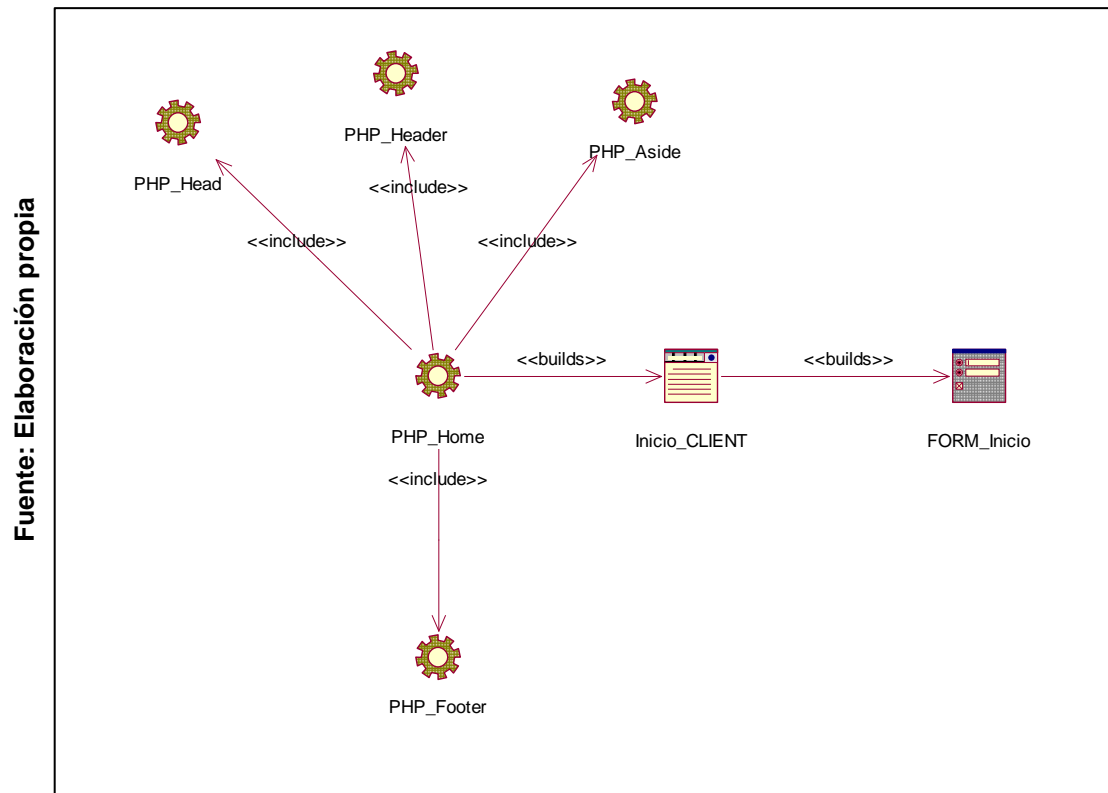 Fuente: Elaboración propia
PHP_Header
PHP_Aside
PHP_Head
<<include>>
<<include>>
<<include>>
<<builds>>
<<builds>>
PHP_Home
Inicio_CLIENT
FORM_Inicio
<<include>>
PHP_Footer